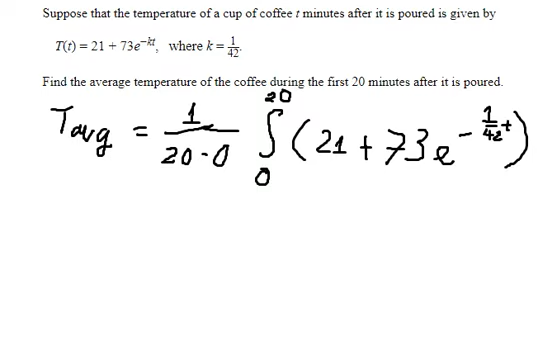 Suppose that the temperature of a cup of coffee t minutes after it is poured is given by
T(t) = 21 + 73e^{-kt}, where k = 1/42.
Find the average temperature of the coffee during the first 20 minutes after it is poured.
Tavg = 1/(20-0) ∫_0^20 (21 + 73e^{-1/42 t})